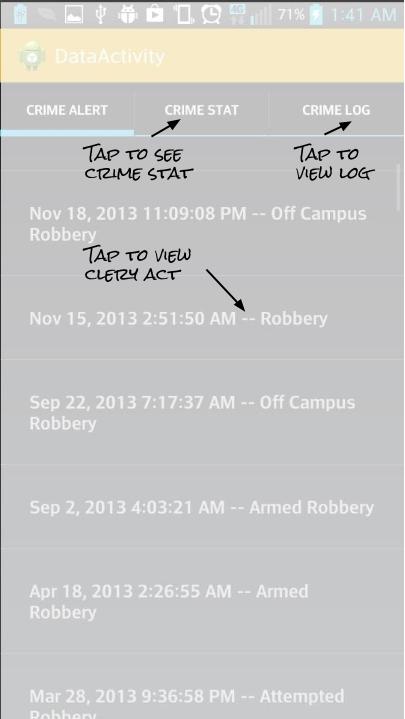 4G 71% 1:41 AM
DataActivity
CRIME ALERT CRIME STAT CRIME LOG
TAP TO SEE
CRIME STAT
TAP TO
VIEW LOG
Nov 18, 2013 11:09:08 PM -- Off Campus
Robbery
TAP TO VIEW
CLERY ACT
Nov 15, 2013 2:51:50 AM -- Robbery
Sep 22, 2013 7:17:37 AM -- Off Campus
Robbery
Sep 2, 2013 4:03:21 AM -- Armed Robbery
Apr 18, 2013 2:26:55 AM -- Armed
Robbery
Mar 28, 2013 9:36:58 PM -- Attempted
Robbery